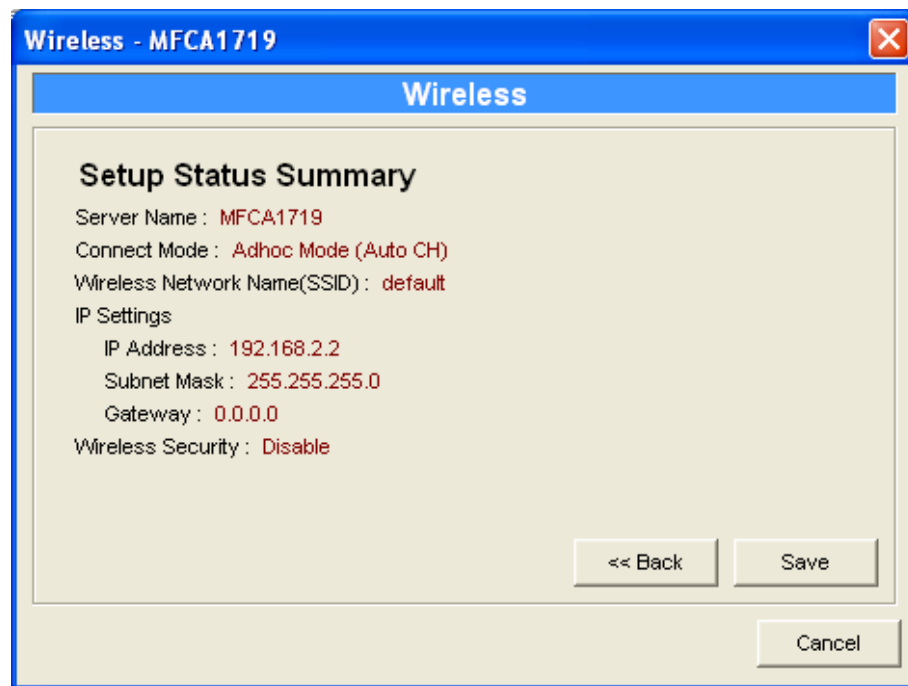 Wireless - MFCA1719
Wireless
Setup Status Summary
Server Name : MFCA1719
Connect Mode : Adhoc Mode (Auto CH)
Wireless Network Name(SSID) : default
IP Settings
IP Address : 192.168.2.2
Subnet Mask : 255.255.255.0
Gateway : 0.0.0.0
Wireless Security : Disable
<< Back Save
Cancel